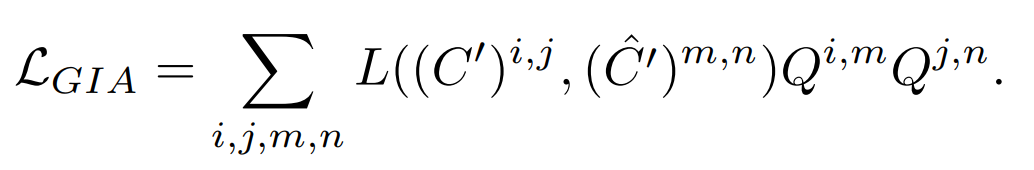 $\mathcal{L}_{GIA} = \sum_{i,j,m,n} L((C')^{i,j}, (\hat{C}')^{m,n}) Q^{i,m} Q^{j,n}.$